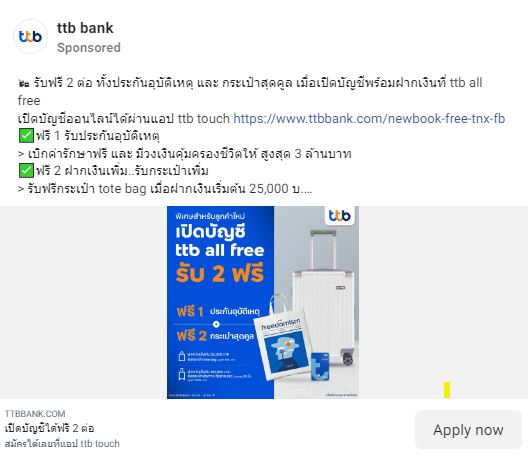 ttb bank
Sponsored
รับฟรี 2 ต่อ ทั้งประกันอุบัติเหตุ และ กระเป๋าสุดคูล เมื่อเปิดบัญชีพร้อมฝากเงินที่ ttb all
free
เปิดบัญชีออนไลน์ได้ผ่านแอป ttb touch https://www.ttbbank.com/newbook-free-tnx-fb
✅ฟรี 1 รับประกันอุบัติเหตุ
> เบิกค่ารักษาฟรี และ มีวงเงินคุ้มครองชีวิตให้ สูงสุด 3 ล้านบาท
✅ฟรี 2 ฝากเงินเพิ่ม..รับกระเป๋าเพิ่ม
> รับฟรีกระเป๋า tote bag เมื่อฝากเงินเริ่มต้น 25,000 บ....
ttb
พิเศษสำหรับลูกค้าใหม่
เปิดบัญชี
ttb all free
รับ 2 ฟรี
ฟรี 1 ประกันอุบัติเหตุ
ฟรี 2 กระเป๋าสุดคูล
freedomism
TTBBANK.COM
เปิดบัญชีได้ฟรี 2 ต่อ
สมัครได้เลยที่แอป ttb touch
Apply now